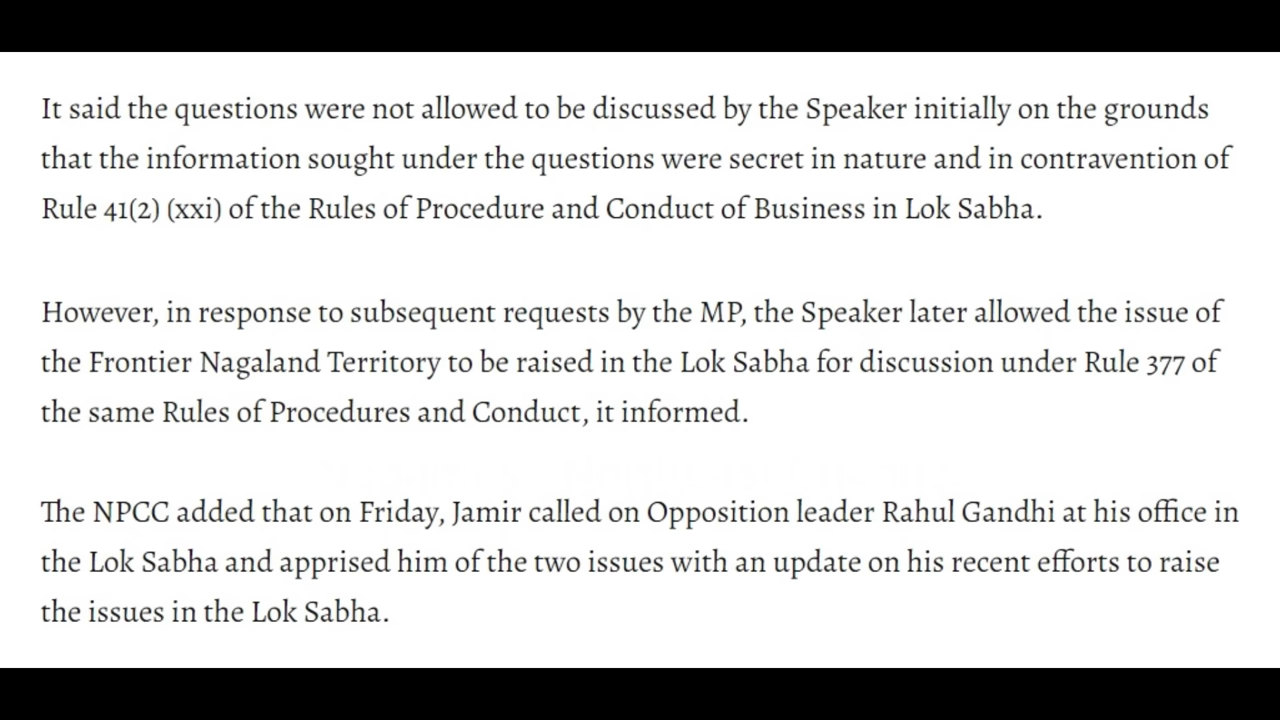 It said the questions were not allowed to be discussed by the Speaker initially on the grounds
that the information sought under the questions were secret in nature and in contravention of
Rule 41(2) (xxi) of the Rules of Procedure and Conduct of Business in Lok Sabha.
However, in response to subsequent requests by the MP, the Speaker later allowed the issue of
the Frontier Nagaland Territory to be raised in the Lok Sabha for discussion under Rule 377 of
the same Rules of Procedures and Conduct, it informed.
The NPCC added that on Friday, Jamir called on Opposition leader Rahul Gandhi at his office in
the Lok Sabha and apprised him of the two issues with an update on his recent efforts to raise
the issues in the Lok Sabha.